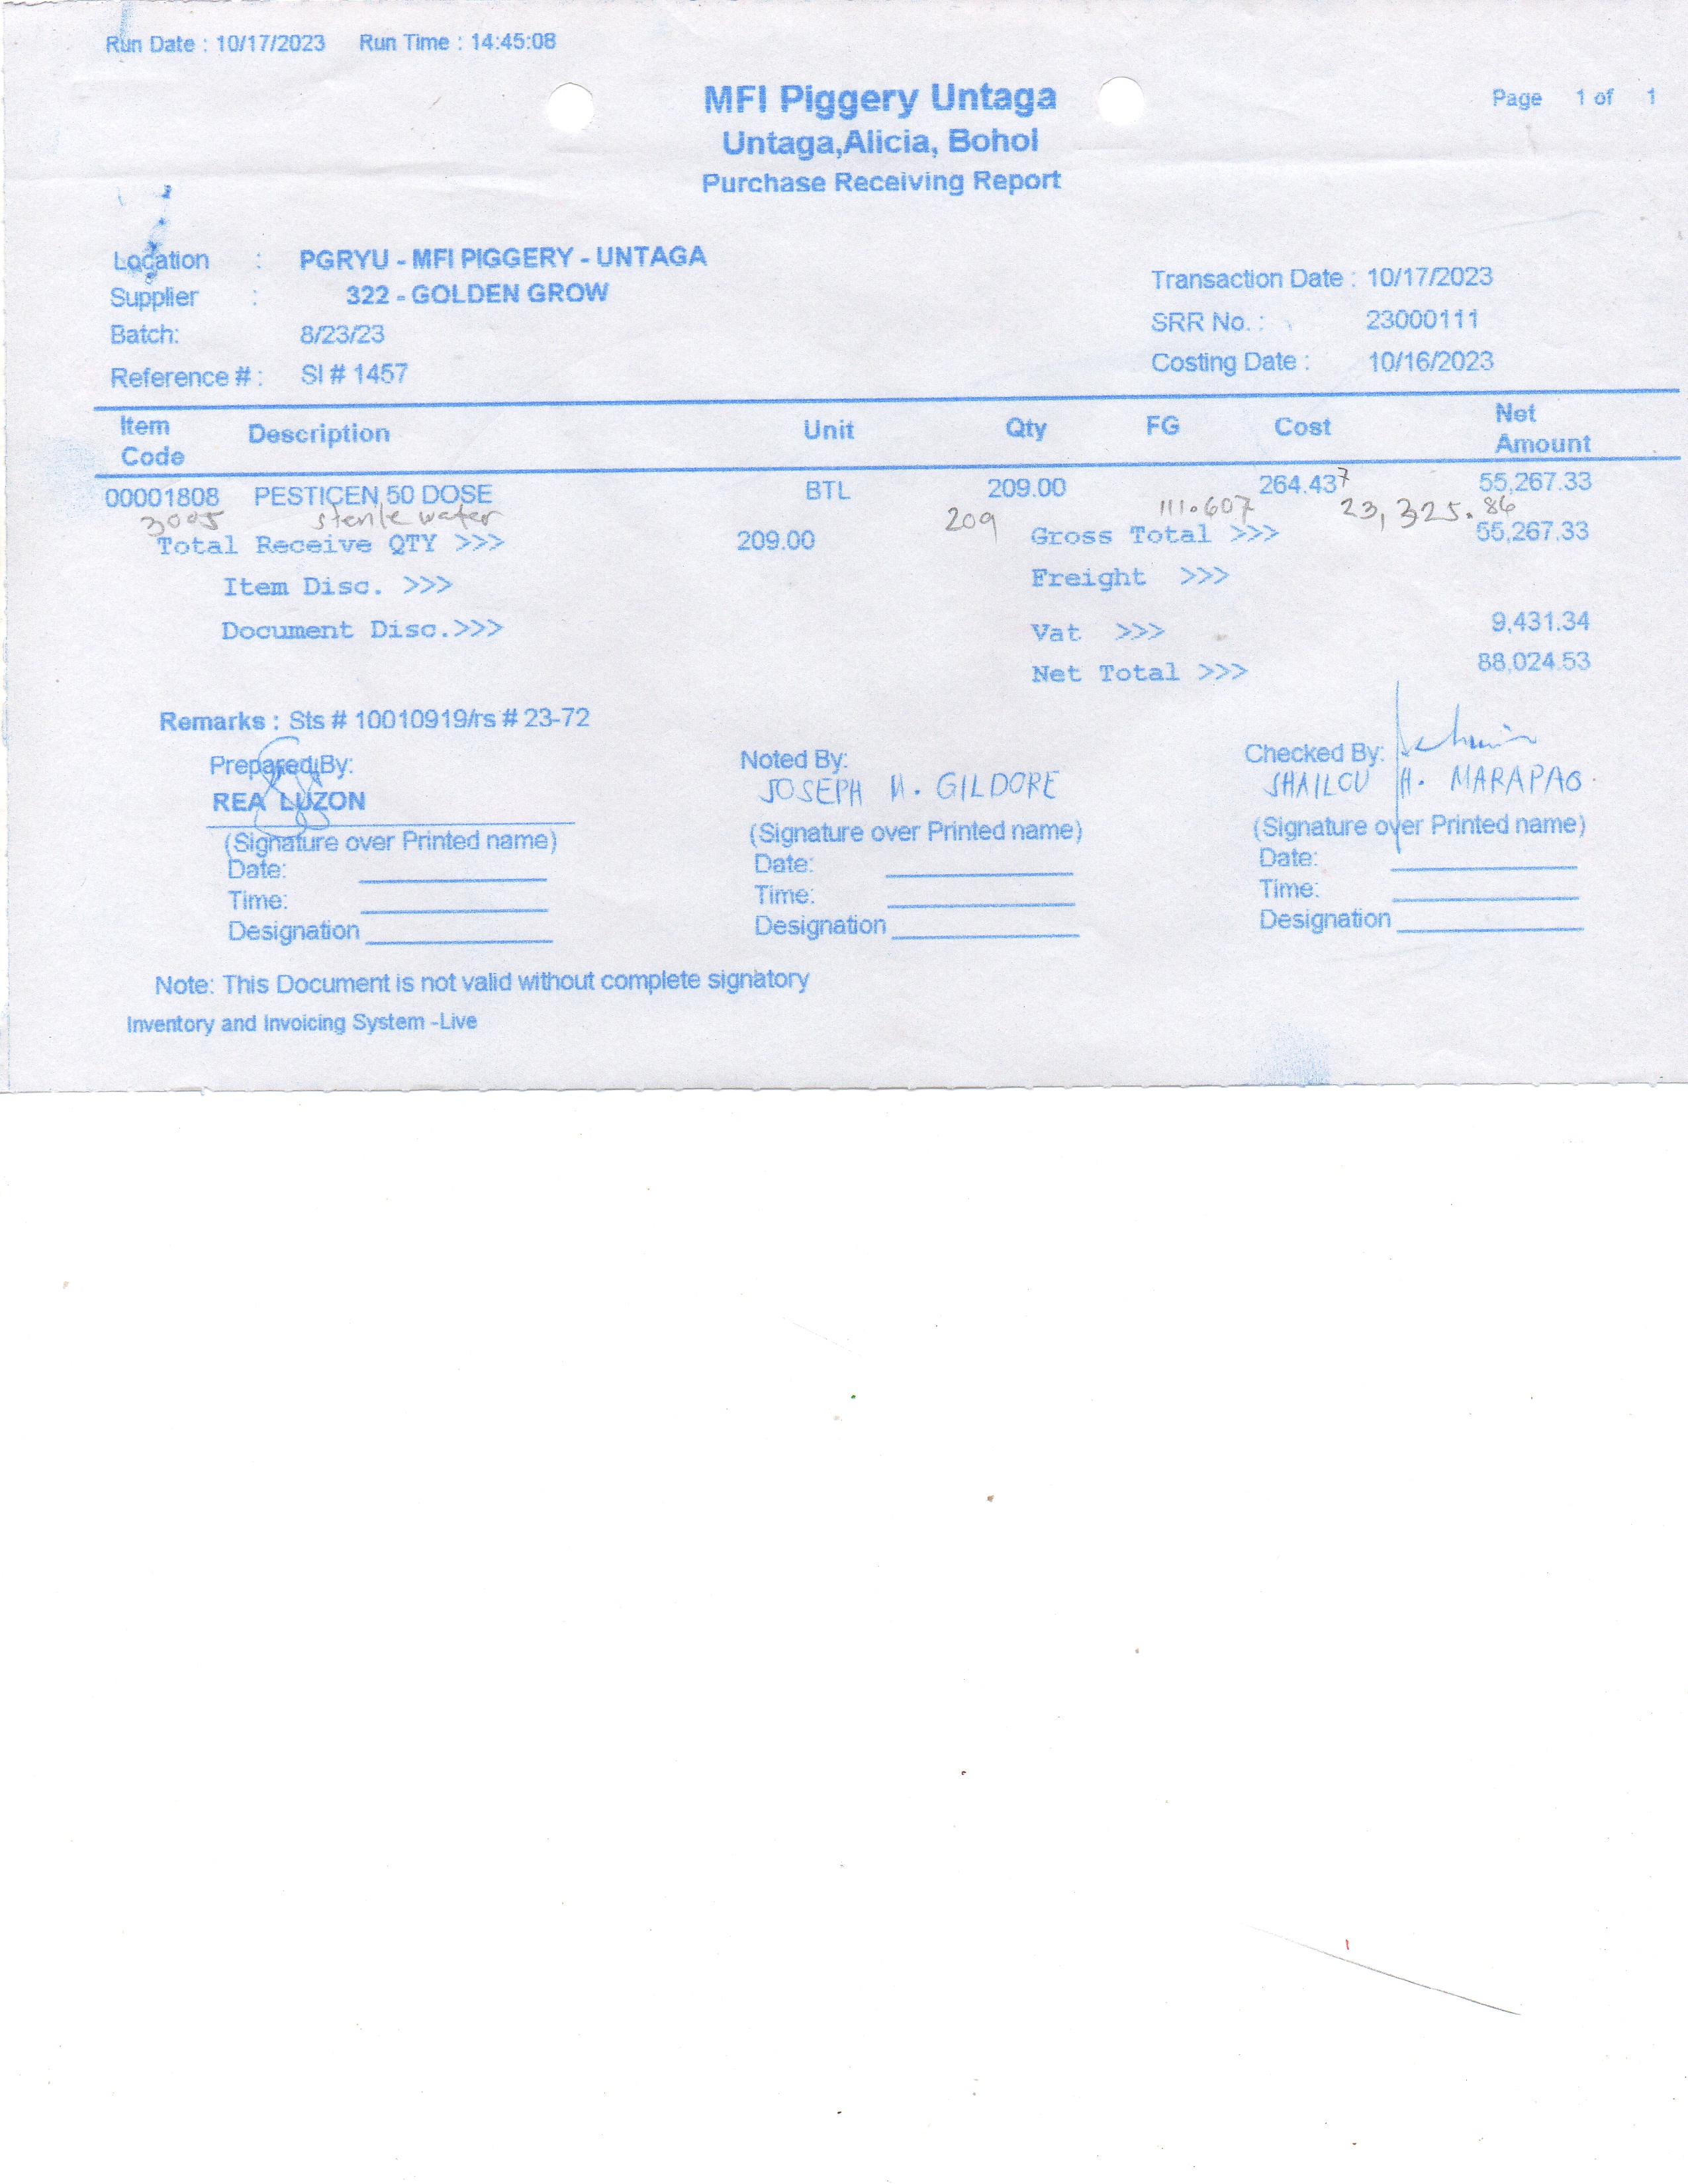 Run Date : 10/17/2023 Run Time : 14:45:08
MFI Piggery Untaga
Page 1 of 1
Untaga,Alicia, Bohol
Purchase Receiving Report
Location : PGRYU - MFI PIGGERY - UNTAGA
Supplier : 322 - GOLDEN GROW
Transaction Date : 10/17/2023
Batch: 8/23/23
SRR No. : 23000111
Reference # : SI # 1457
Costing Date : 10/16/2023
Item Code Description Unit Qty FG Cost Net Amount
00001808 PESTICEN,50 DOSE BTL 209.00 264.437 55,267.33
3005 sterile water 209 111.607 23,325.86
Total Receive QTY >>> 209.00 Gross Total >>> 55,267.33
Item Disc. >>> Freight >>>
Document Disc.>>> Vat >>> 9,431.34
Net Total >>> 88,024.53
Remarks : Sts # 10010919/rs # 23-72
Prepared By: Noted By: Checked By:
REA LUZON JOSEPH N. GILDORE SHAILOU H. MARAPAO
(Signature over Printed name) (Signature over Printed name) (Signature over Printed name)
Date: Date: Date:
Time: Time: Time:
Designation Designation Designation
Note: This Document is not valid without complete signatory
Inventory and Invoicing System -Live